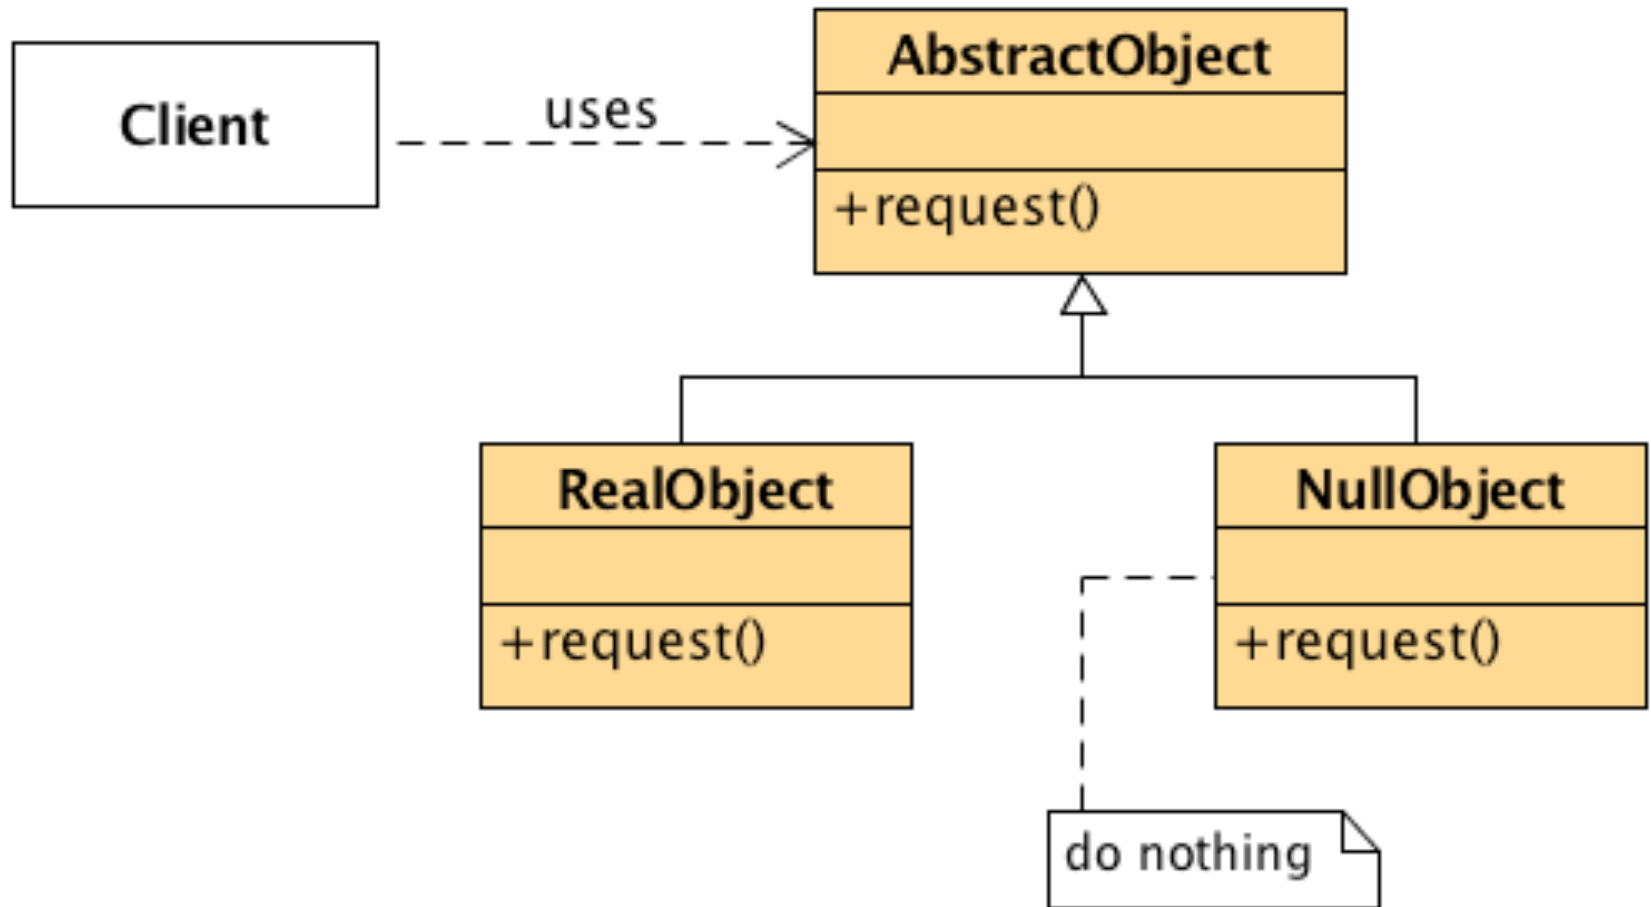 AbstractObject
Client
uses
+request()
RealObject
NullObject
+request()
+request()
do nothing